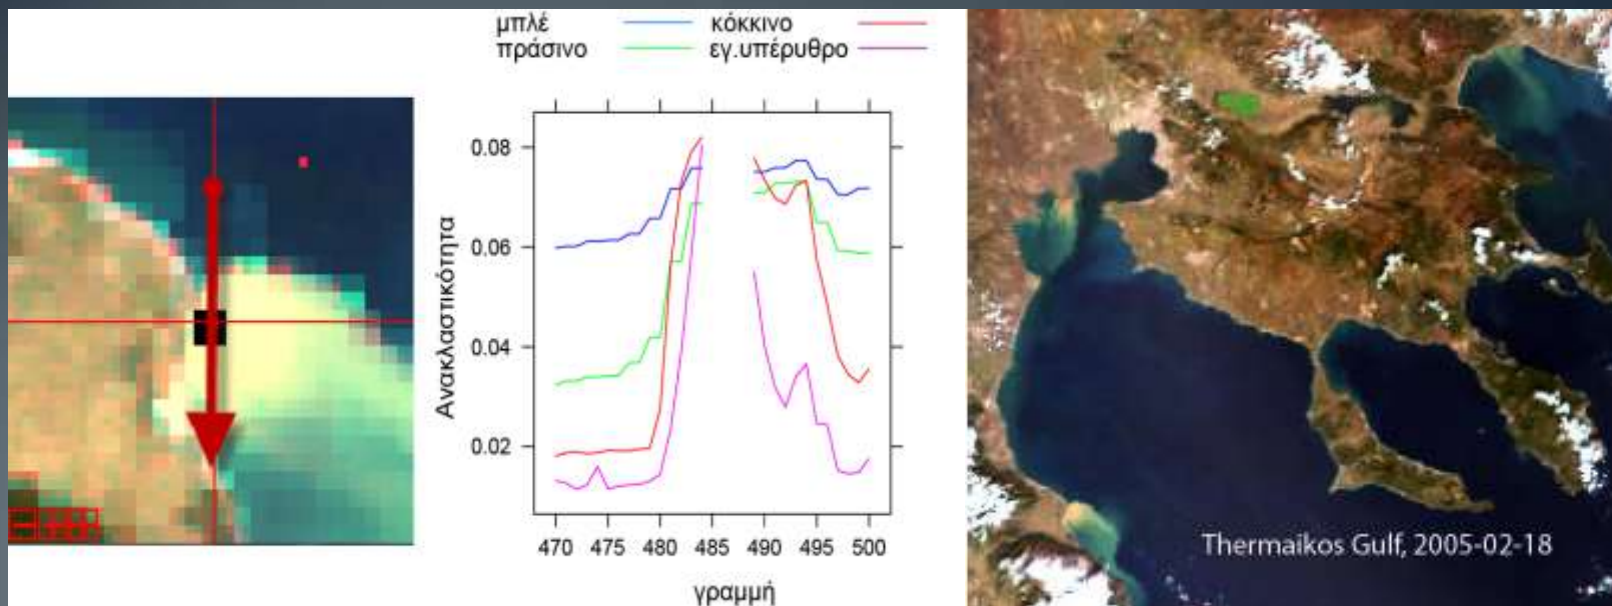 μπλέ
κόκκινο
πράσινο
εγ.υπέρυθρο
Ανακλαστικότητα
0.08
0.06
0.04
0.02
470 475 480 485 490 495 500
γραμμή
Thermaikos Gulf, 2005-02-18